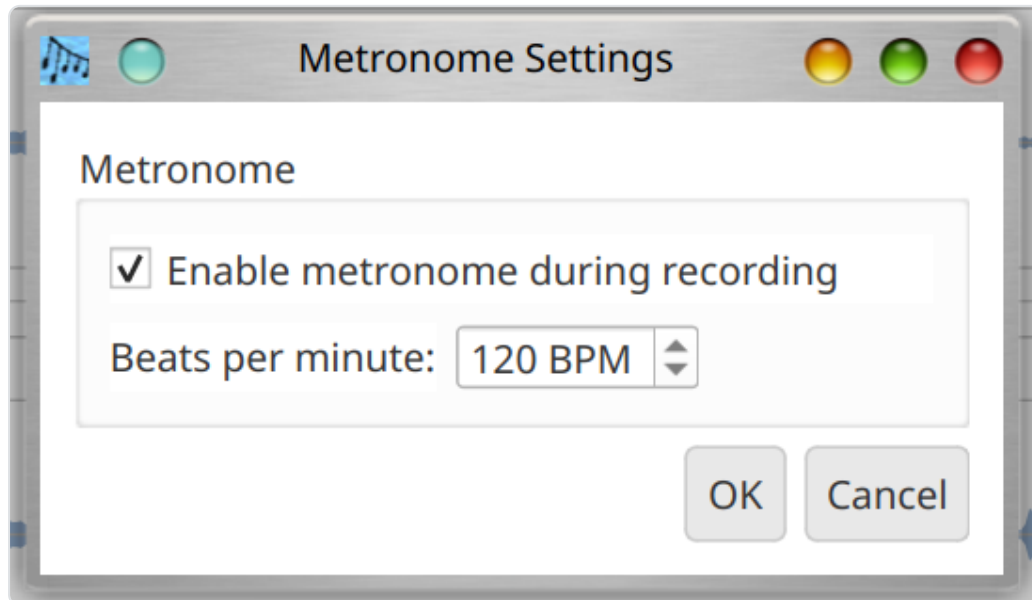 Metronome Settings
Metronome
Enable metronome during recording
Beats per minute: 120 BPM
OK Cancel